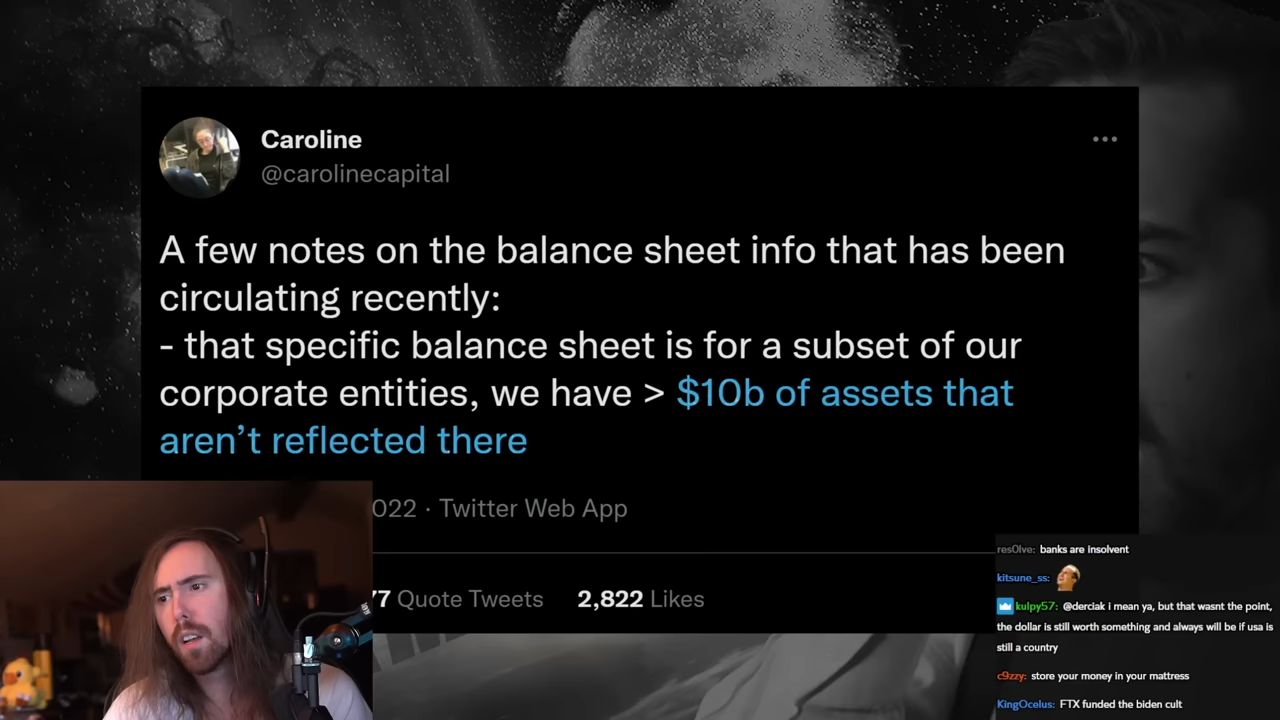 Caroline
@carolinecapital
A few notes on the balance sheet info that has been
circulating recently:
- that specific balance sheet is for a subset of our
corporate entities, we have > $10b of assets that
aren’t reflected there
022 · Twitter Web App
77 Quote Tweets 2,822 Likes
res0lve: banks are insolvent
kitsune_ss:
kulpy57: @derciak i mean ya, but that wasnt the point,
the dollar is still worth something and always will be if usa is
still a country
c9zzy: store your money in your mattress
KingOcelus: FTX funded the biden cult